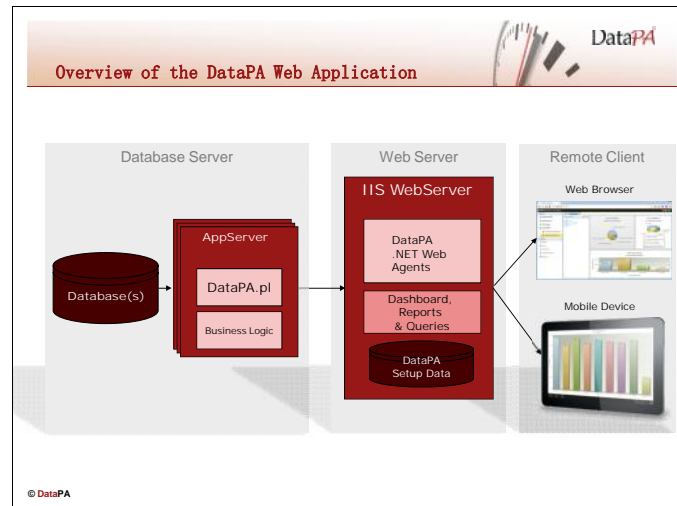 DataPA
Overview of the DataPA Web Application
Database Server
Web Server
Remote Client
IIS WebServer
Web Browser
AppServer
DataPA
.NET Web
Agents
DataPA.pl
Database(s)
Dashboard,
Reports
& Queries
Business Logic
Mobile Device
DataPA
Setup Data
© DataPA